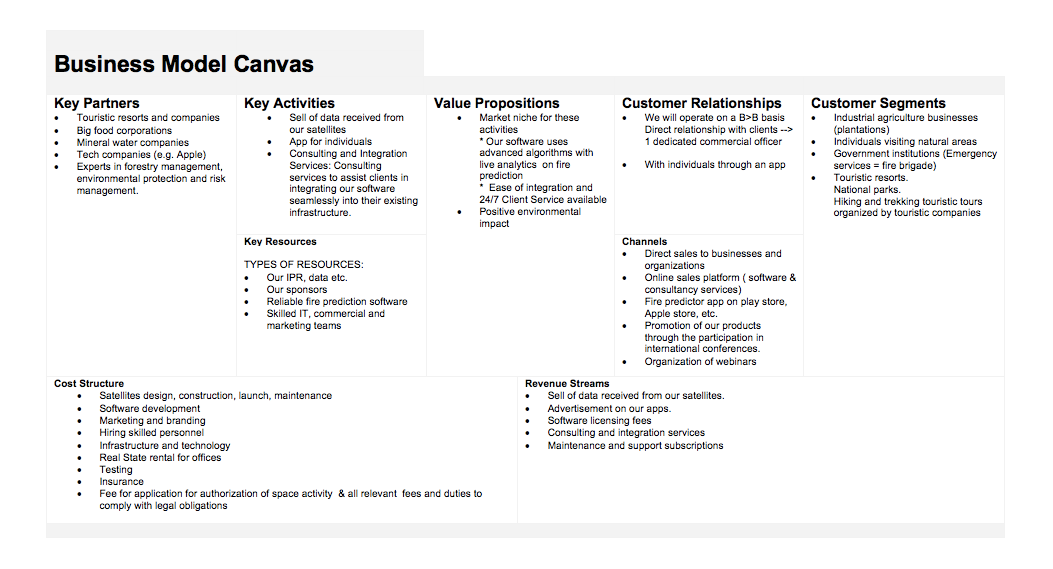 Business Model Canvas
Key Partners
• Touristic resorts and companies
• Big food corporations
• Mineral water companies
• Tech companies (e.g. Apple)
• Experts in forestry management,
environmental protection and risk
management.
Key Activities
• Sell of data received from
our satellites
• App for individuals
• Consulting and Integration
Services: Consulting
services to assist clients in
integrating our software
seamlessly into their existing
infrastructure.
Key Resources
TYPES OF RESOURCES:
• Our IPR, data etc.
• Our sponsors
• Reliable fire prediction software
• Skilled IT, commercial and
marketing teams
Value Propositions
• Market niche for these
activities
* Our software uses
advanced algorithms with
live analytics on fire
prediction
* Ease of integration and
24/7 Client Service available
• Positive environmental
impact
Customer Relationships
• We will operate on a B>B basis
Direct relationship with clients -->
1 dedicated commercial officer
• With individuals through an app
Channels
• Direct sales to businesses and
organizations
• Online sales platform ( software &
consultancy services)
• Fire predictor app on play store,
Apple store, etc.
• Promotion of our products
through the participation in
international conferences.
• Organization of webinars
Customer Segments
• Industrial agriculture businesses
(plantations)
• Individuals visiting natural areas
• Government institutions (Emergency
services = fire brigade)
• Touristic resorts.
National parks.
Hiking and trekking touristic tours
organized by touristic companies
Cost Structure
• Satellites design, construction, launch, maintenance
• Software development
• Marketing and branding
• Hiring skilled personnel
• Infrastructure and technology
• Real State rental for offices
• Testing
• Insurance
• Fee for application for authorization of space activity & all relevant fees and duties to
comply with legal obligations
Revenue Streams
• Sell of data received from our satellites.
• Advertisement on our apps.
• Software licensing fees
• Consulting and integration services
• Maintenance and support subscriptions